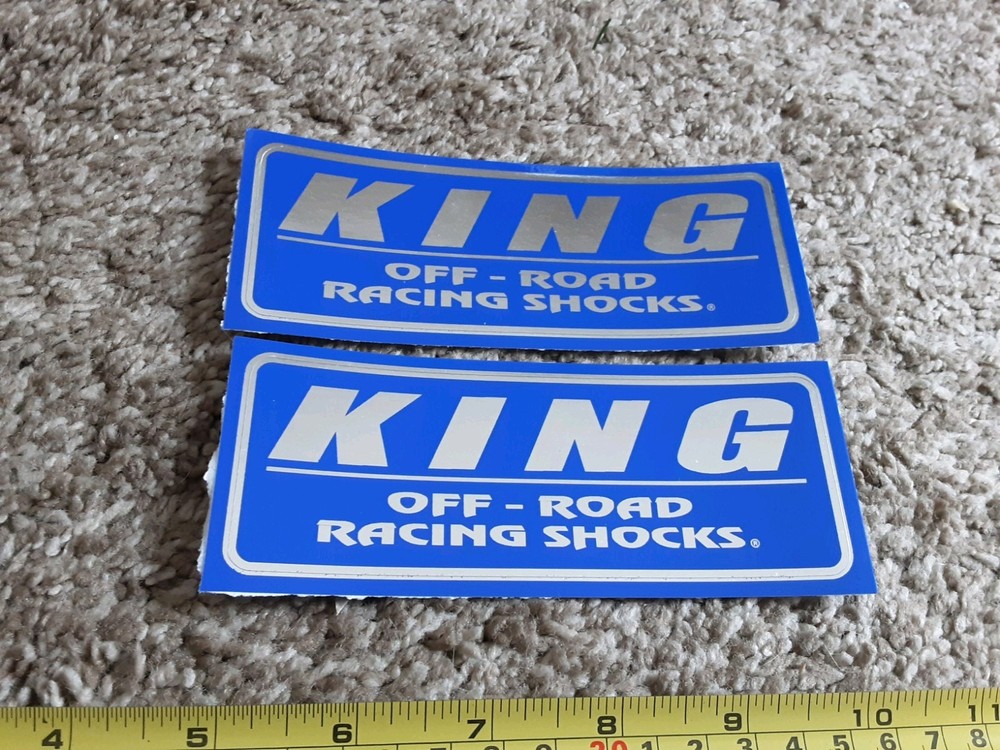 KING
OFF - ROAD
RACING SHOCKS®
KING
OFF - ROAD
RACING SHOCKS®
4 5 6 7 8 9 10 11
20 1 2 3 4 5 6 7 8